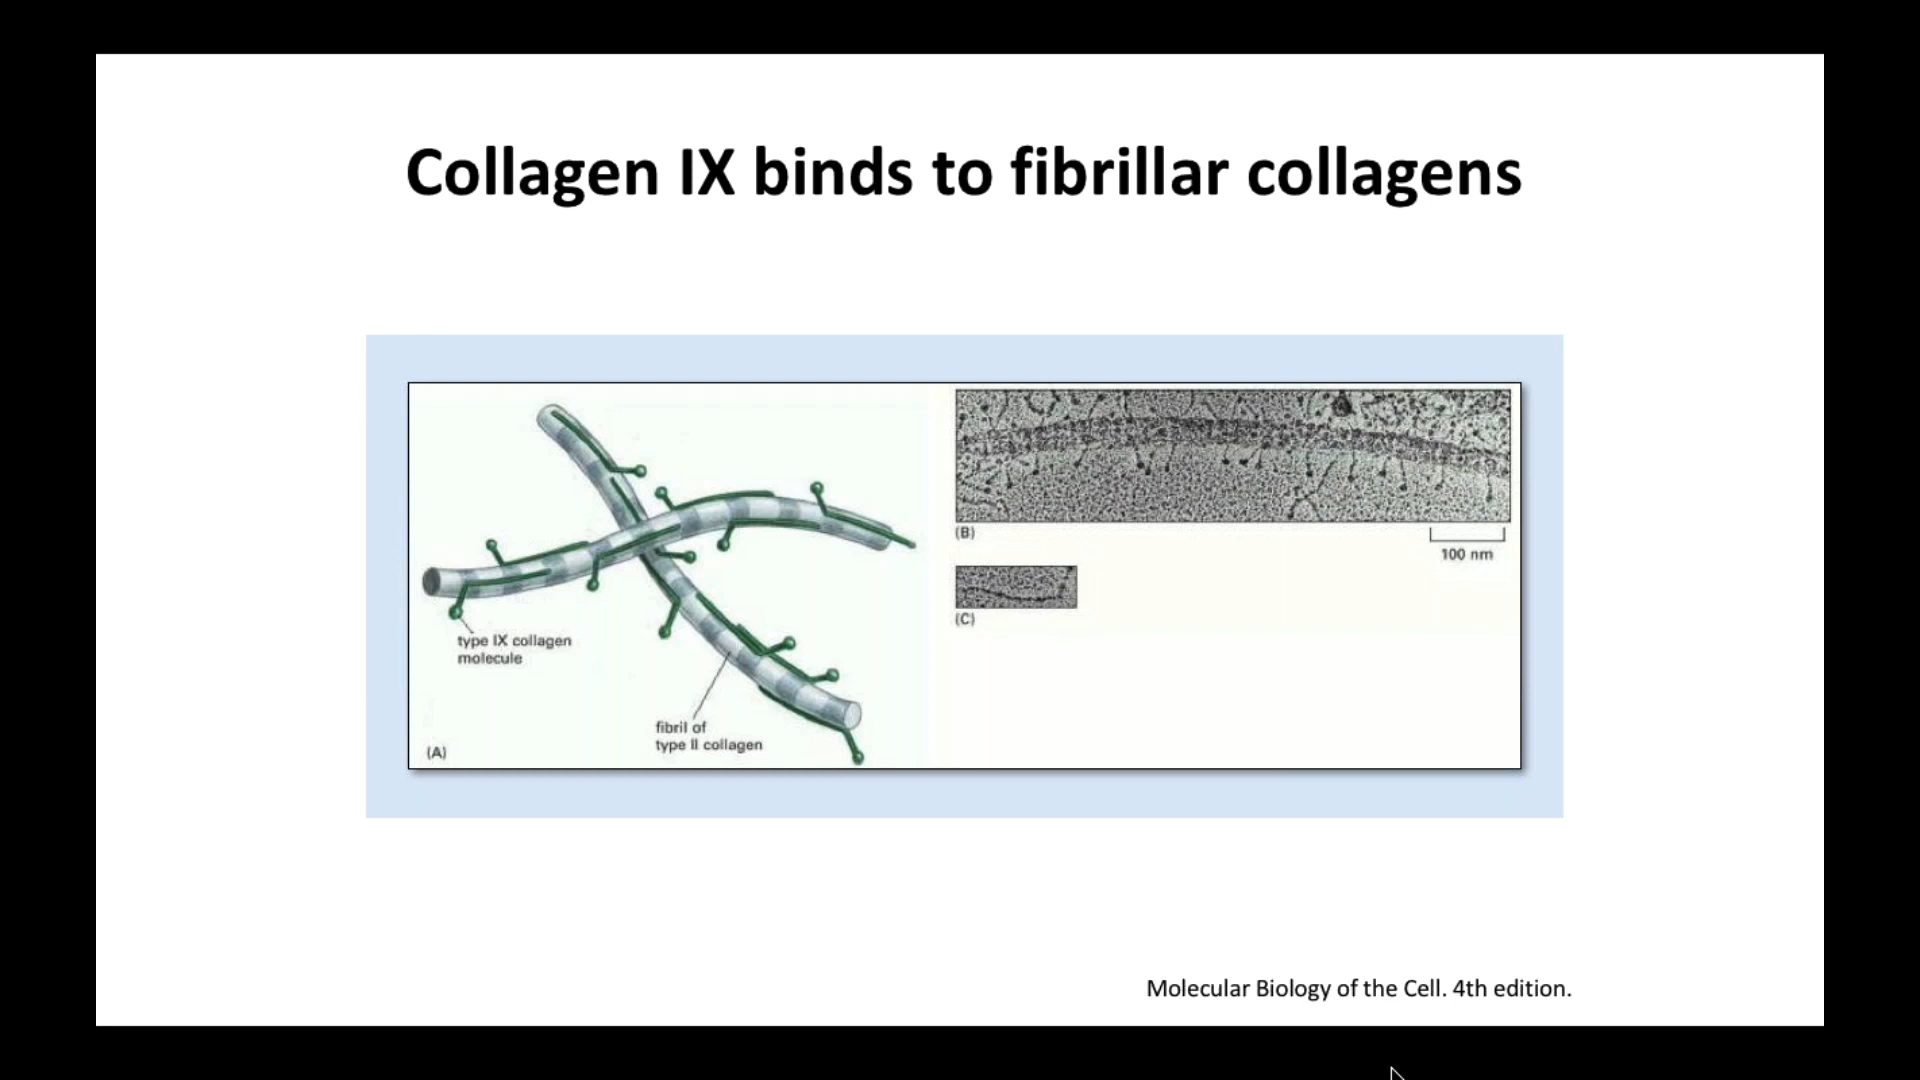 Collagen IX binds to fibrillar collagens
type IX collagen
molecule
fibril of
type II collagen
(A)
(B)
100 nm
(C)
Molecular Biology of the Cell. 4th edition.